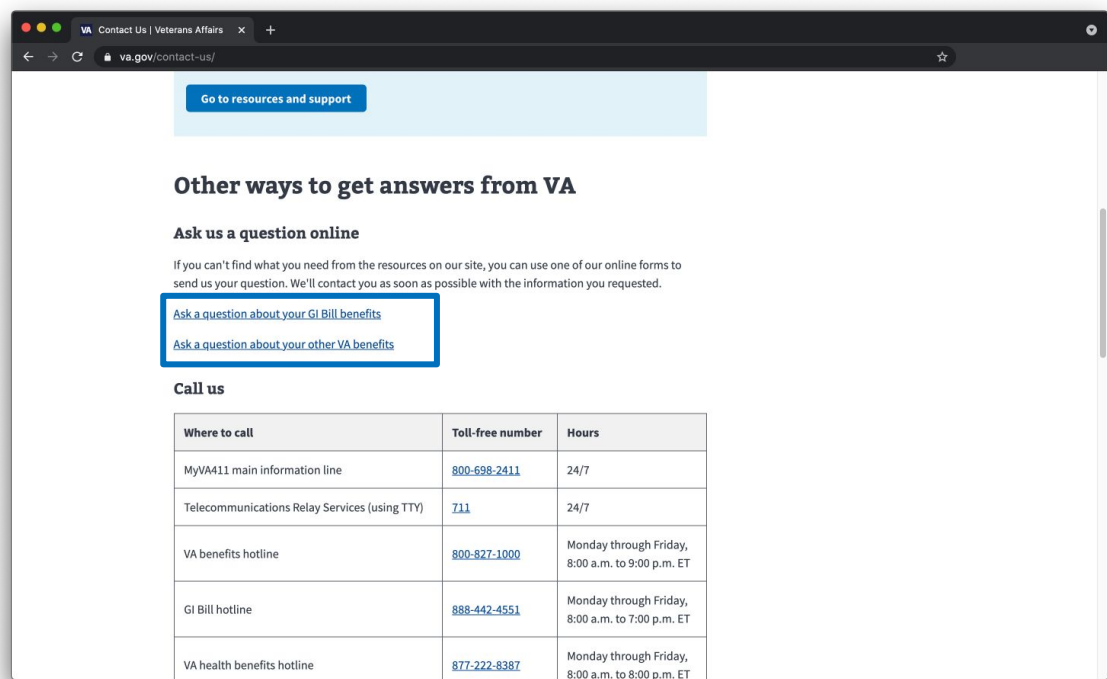 VA Contact Us | Veterans Affairs
va.gov/contact-us/
Go to resources and support
Other ways to get answers from VA
Ask us a question online
If you can't find what you need from the resources on our site, you can use one of our online forms to
send us your question. We'll contact you as soon as possible with the information you requested.
Ask a question about your GI Bill benefits
Ask a question about your other VA benefits
Call us
Where to call Toll-free number Hours
MyVA411 main information line 800-698-2411 24/7
Telecommunications Relay Services (using TTY) 711 24/7
VA benefits hotline 800-827-1000 Monday through Friday,
8:00 a.m. to 9:00 p.m. ET
GI Bill hotline 888-442-4551 Monday through Friday,
8:00 a.m. to 7:00 p.m. ET
VA health benefits hotline 877-222-8387 Monday through Friday,
8:00 a.m. to 8:00 p.m. ET